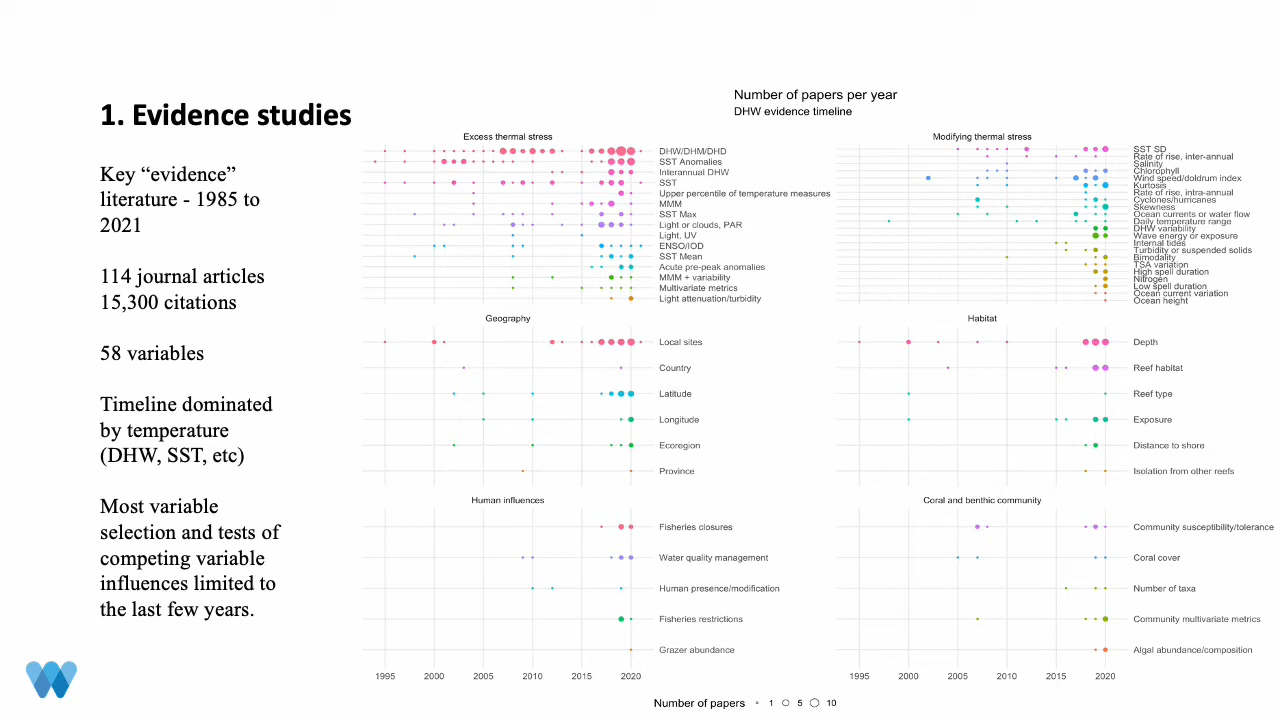 1. Evidence studies
Key “evidence”
literature - 1985 to
2021
114 journal articles
15,300 citations
58 variables
Timeline dominated
by temperature
(DHW, SST, etc)
Most variable
selection and tests of
competing variable
influences limited to
the last few years.
Number of papers per year
DHW evidence timeline
Excess thermal stress
DHW/DHM/DHD
SST Anomalies
Interannual DHW
SST
Upper percentile of temperature measures
MMM
SST Max
Light or clouds, PAR
Light, UV
ENSO/IOD
SST Mean
Acute pre-peak anomalies
MMM + variability
Multivariate metrics
Light attenuation/turbidity
Modifying thermal stress
SST SD
Rate of rise, inter-annual
Salinity
Chlorophyll
Wind speed/doldrum index
Kurtosis
Rate of rise, intra-annual
Cyclones/hurricanes
Skewness
Ocean currents or water flow
Daily temperature range
DHW variability
Wave energy or exposure
Internal tides
Turbidity or suspended solids
Bimodality
TSA variation
High spell duration
Nitrogen
Low spell duration
Ocean current variation
Ocean height
Geography
Local sites
Country
Latitude
Longitude
Ecoregion
Province
Habitat
Depth
Reef habitat
Reef type
Exposure
Distance to shore
Isolation from other reefs
Human influences
Fisheries closures
Water quality management
Human presence/modification
Fisheries restrictions
Grazer abundance
1995 2000 2005 2010 2015 2020
Coral and benthic community
Community susceptibility/tolerance
Coral cover
Number of taxa
Community multivariate metrics
Algal abundance/composition
1995 2000 2005 2010 2015 2020
Number of papers 1 5 10